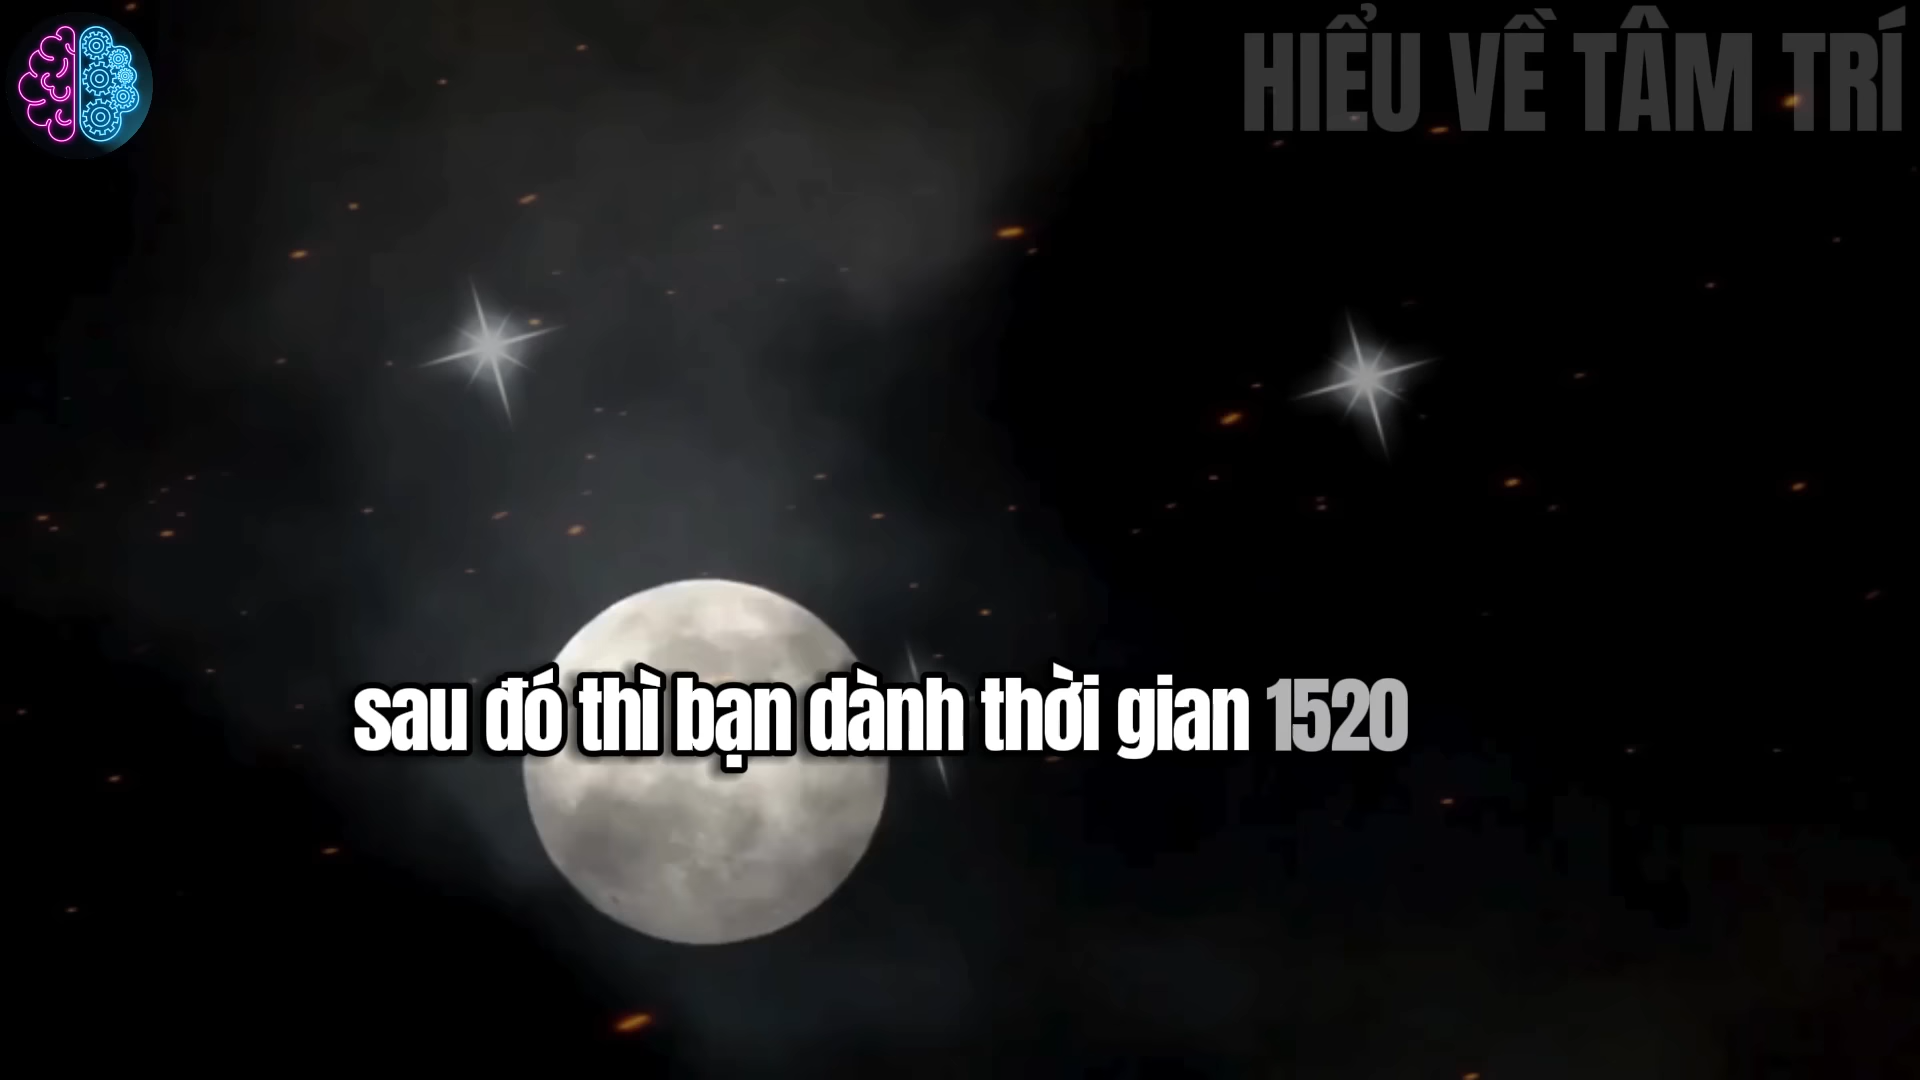 HIỂU VỀ TÂM TRÍ
sau đó thì bạn dành thời gian 1520